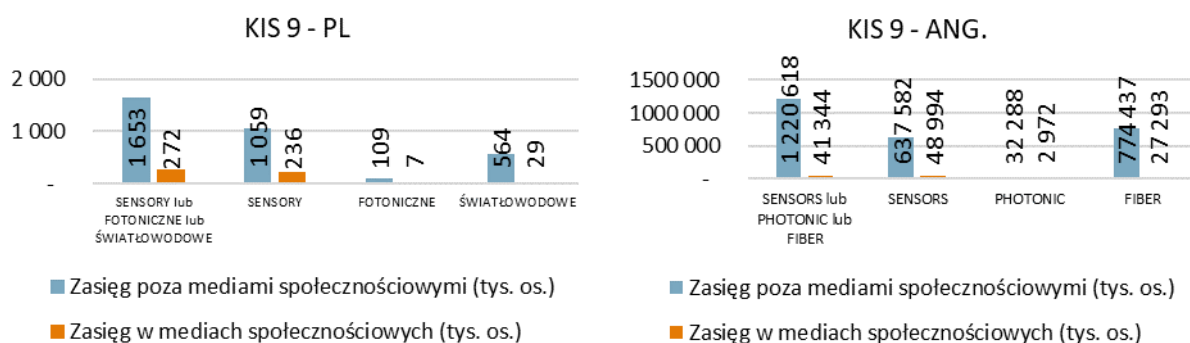 KIS 9 - PL
2 000
1 000
-
1 653
272
1 059
236
109
7
564
29
SENSORY lub
FOTONICZNE lub
ŚWIATŁOWODOWE
SENSORY
FOTONICZNE
ŚWIATŁOWODOWE
Zasięg poza mediami społecznościowymi (tys. os.)
Zasięg w mediach społecznościowych (tys. os.)
KIS 9 - ANG.
1500 000
1000 000
500 000
-
1 220 618
41 344
637 582
48 994
32 288
2 972
774 437
27 293
SENSORS lub
PHOTONIC lub
FIBER
SENSORS
PHOTONIC
FIBER
Zasięg poza mediami społecznościowymi (tys. os.)
Zasięg w mediach społecznościowych (tys. os.)